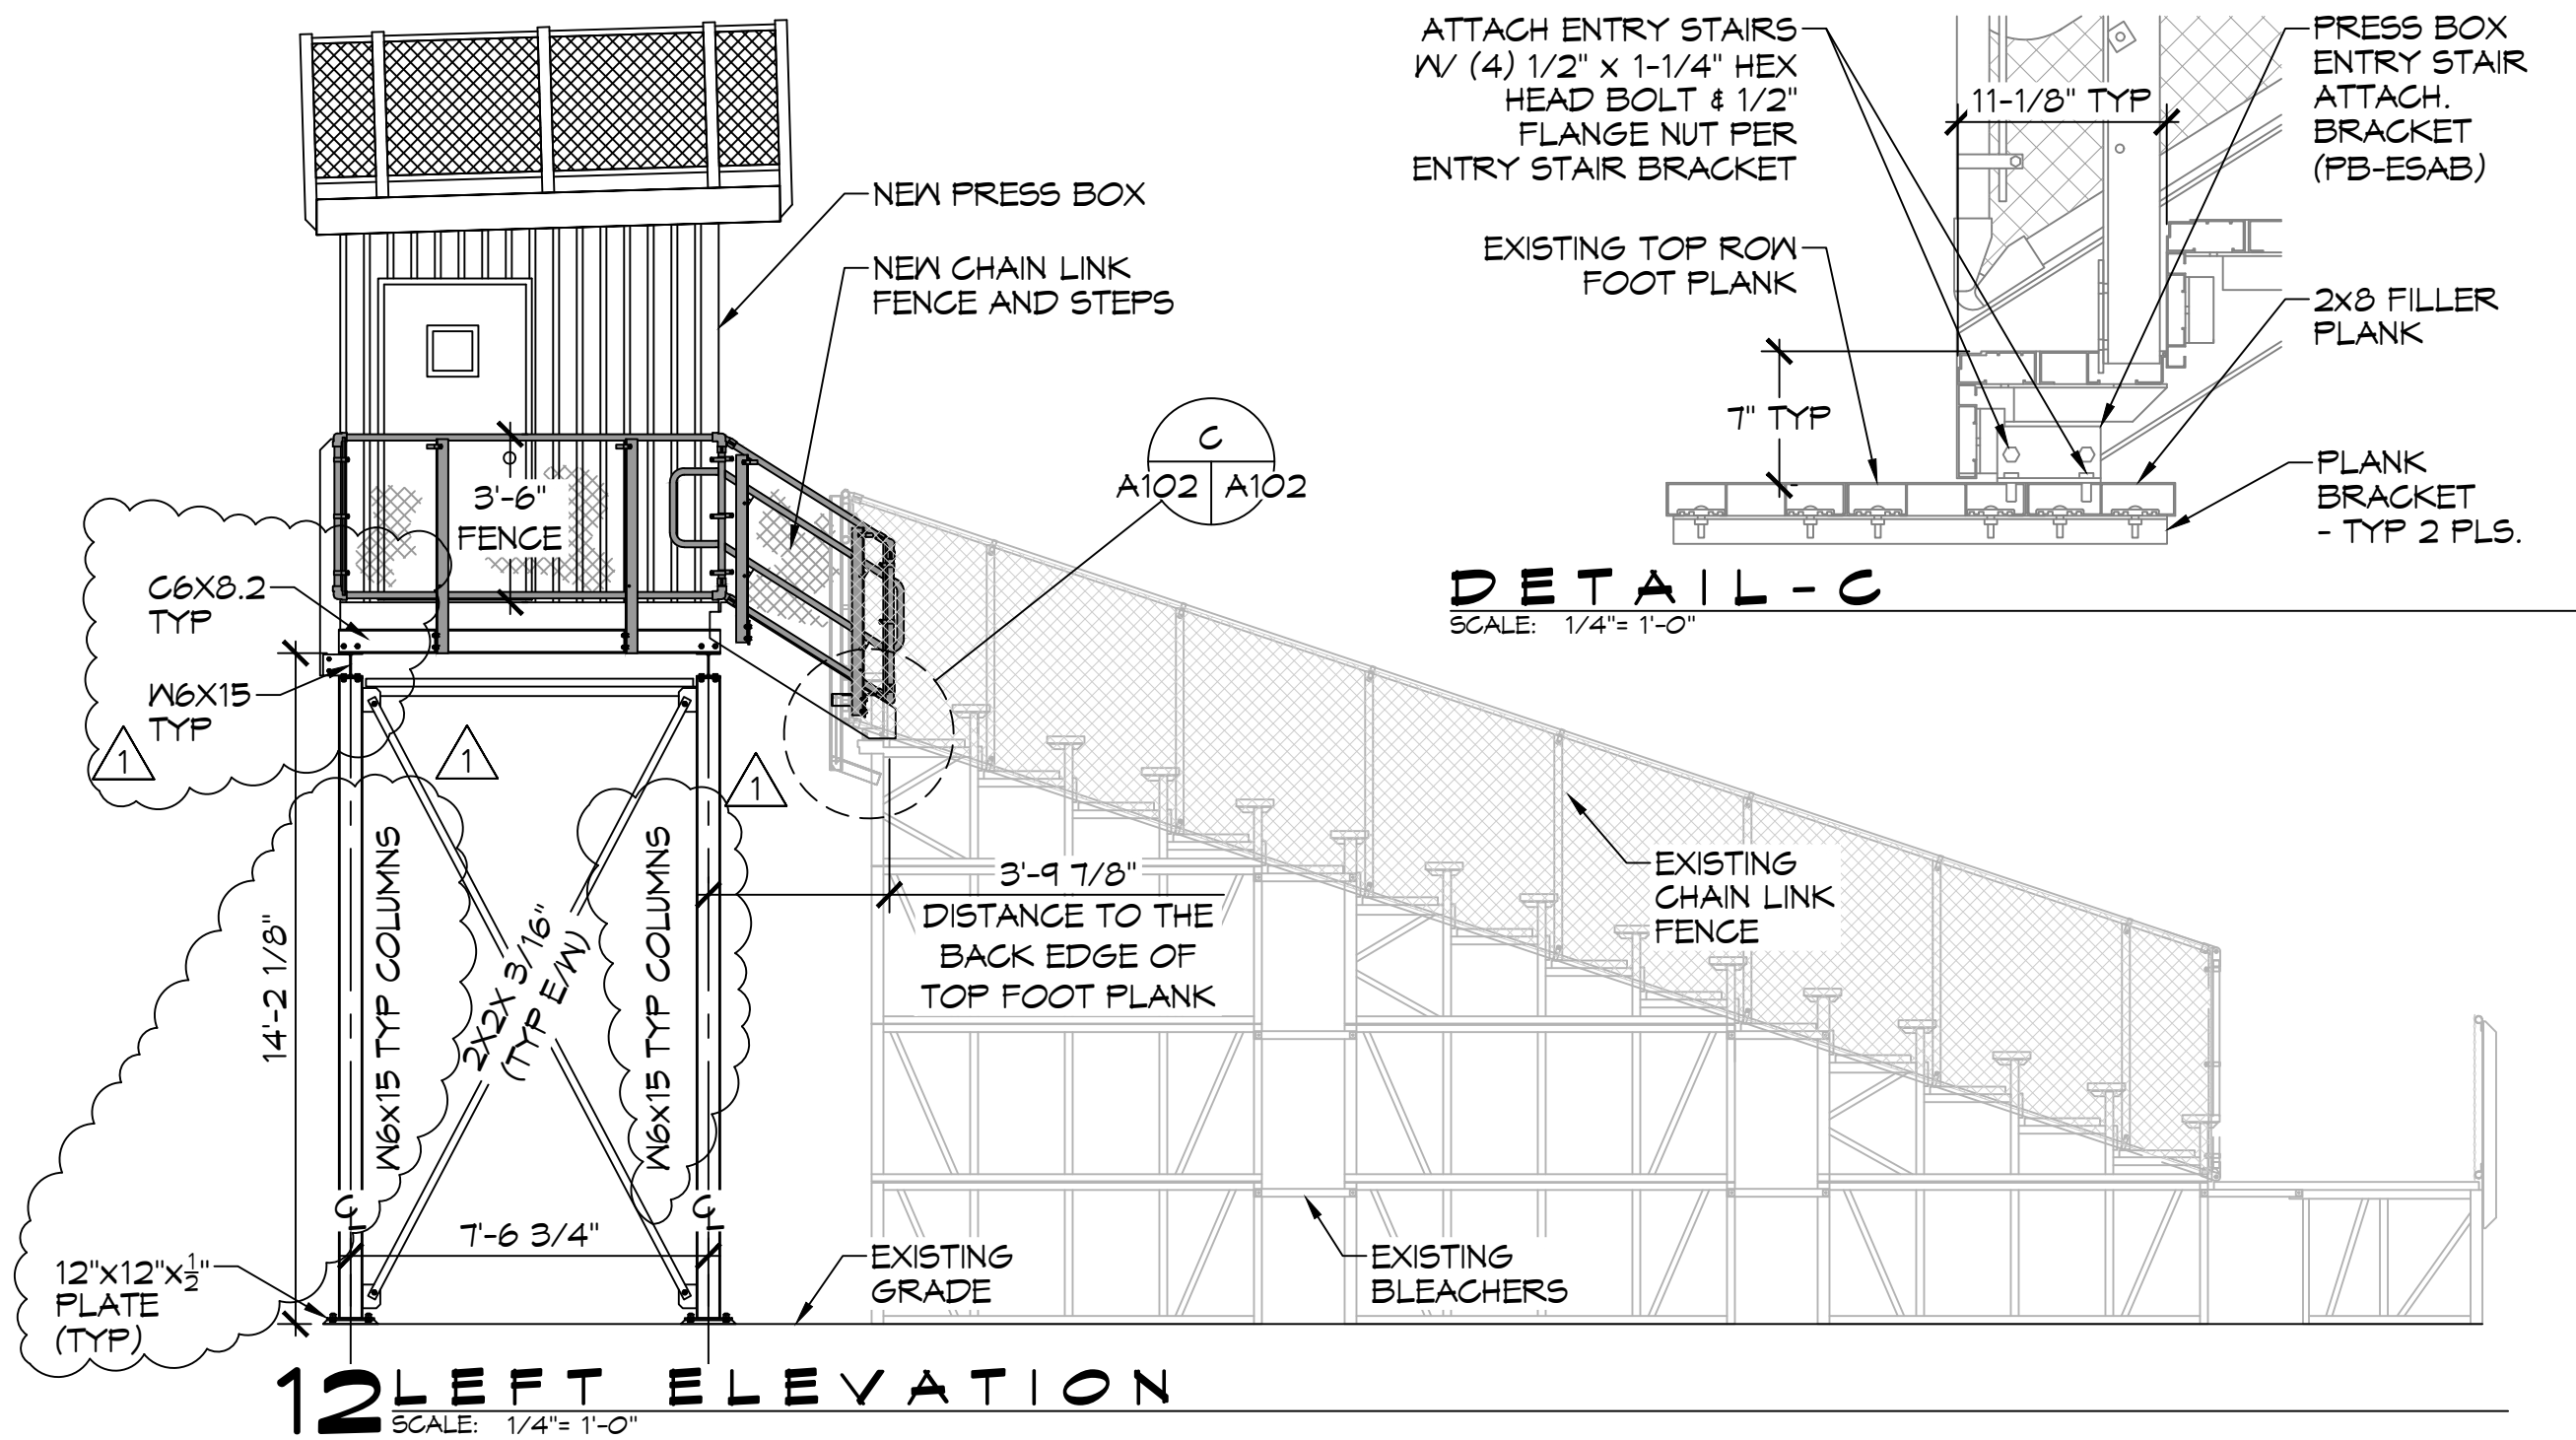 NEW PRESS BOX
NEW CHAIN LINK
FENCE AND STEPS
3'-6"
FENCE
C
A102
A102
C6X8.2
TYP
W6X15
TYP
1
1
1
14'-2 1/8"
W6x15 TYP COLUMNS
2X2X 3/16"
(TYP E/W)
W6x15 TYP COLUMNS
3'-9 7/8"
DISTANCE TO THE
BACK EDGE OF
TOP FOOT PLANK
EXISTING
CHAIN LINK
FENCE
C
L
C
L
7'-6 3/4"
12"x12"x1/2"
PLATE
(TYP)
EXISTING
GRADE
EXISTING
BLEACHERS
12 LEFT ELEVATION
SCALE: 1/4"= 1'-0"
ATTACH ENTRY STAIRS
W/ (4) 1/2" x 1-1/4" HEX
HEAD BOLT & 1/2"
FLANGE NUT PER
ENTRY STAIR BRACKET
EXISTING TOP ROW
FOOT PLANK
11-1/8" TYP
7" TYP
PRESS BOX
ENTRY STAIR
ATTACH.
BRACKET
(PB-ESAB)
2x8 FILLER
PLANK
PLANK
BRACKET
- TYP 2 PLS.
DETAIL-C
SCALE: 1/4"= 1'-0"